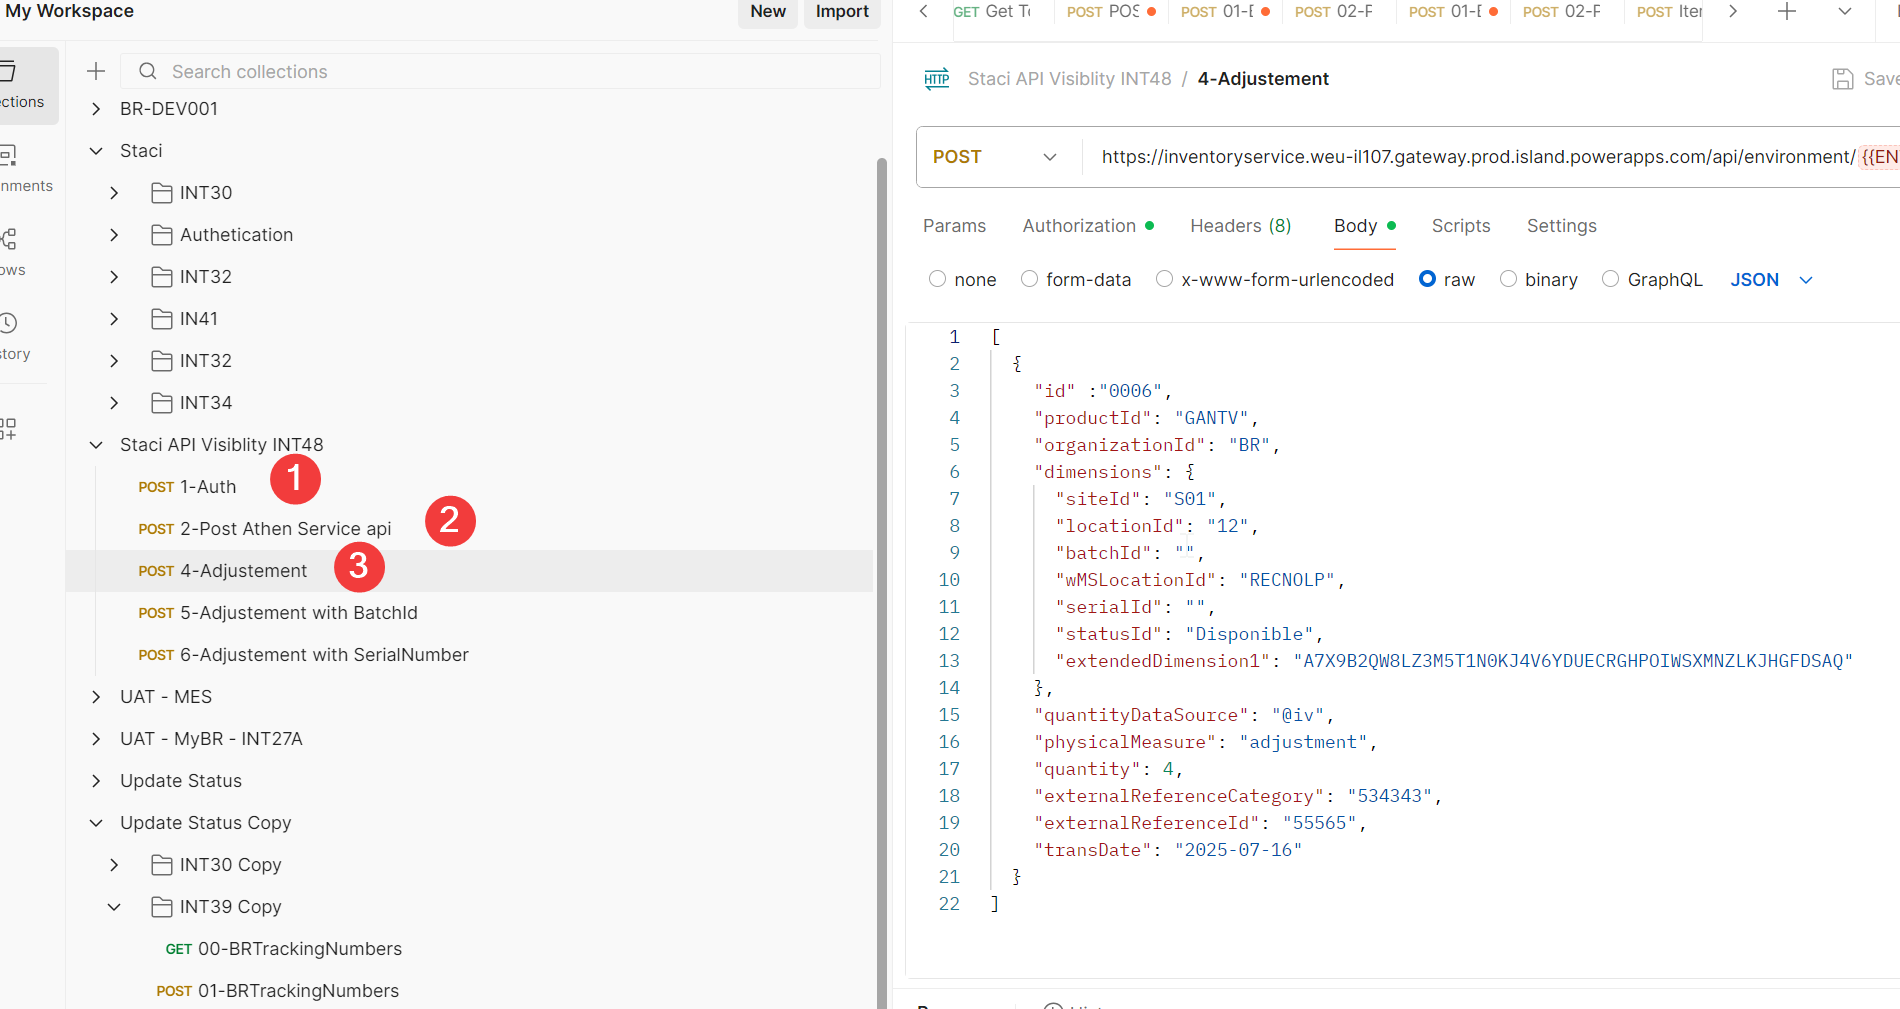 My Workspace
New
Import
ctions
nments
ows
story
Search collections
BR-DEV001
Staci
INT30
Authetication
INT32
IN41
INT32
INT34
Staci API Visiblity INT48
POST 1-Auth
1
POST 2-Post Athen Service api
2
POST 4-Adjustement
3
POST 5-Adjustement with BatchId
POST 6-Adjustement with SerialNumber
UAT - MES
UAT - MyBR - INT27A
Update Status
Update Status Copy
INT30 Copy
INT39 Copy
GET 00-BRTrackingNumbers
POST 01-BRTrackingNumbers
GET Get To
POST POS
POST 01-E
POST 02-F
POST 01-E
POST 02-F
POST Iter
HTTP Staci API Visiblity INT48 / 4-Adjustement
Save
POST
https://inventoryservice.weu-il107.gateway.prod.island.powerapps.com/api/environment/{{EN
Params Authorization Headers (8) Body Scripts Settings
none form-data x-www-form-urlencoded raw binary GraphQL JSON
1 [
2 {
3 "id" :"0006",
4 "productId": "GANTV",
5 "organizationId": "BR",
6 "dimensions": {
7 "siteId": "S01",
8 "locationId": "12",
9 "batchId": "",
10 "wMSLocationId": "RECNOLP",
11 "serialId": "",
12 "statusId": "Disponible",
13 "extendedDimension1": "A7X9B2QW8LZ3M5T1N0KJ4V6YDUECRGHPOIWSXMNZLKJHGFDSAQ"
14 },
15 "quantityDataSource": "@iv",
16 "physicalMeasure": "adjustment",
17 "quantity": 4,
18 "externalReferenceCategory": "534343",
19 "externalReferenceId": "55565",
20 "transDate": "2025-07-16"
21 }
22 ]